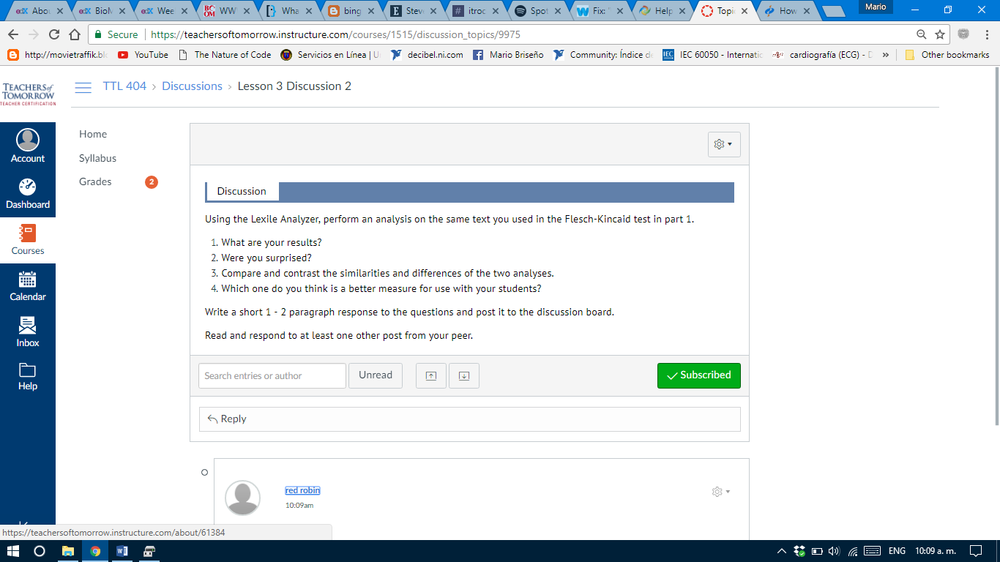 Abou
BioM
Wee
WW
Wha
bing
Steve
itroc
Spot
Fix: 
Help
Topi
How
Mario
Secure https://teachersoftomorrow.instructure.com/courses/1515/discussion_topics/9975
http://movietraffik.bl YouTube The Nature of Code Servicios en Línea | U decibel.ni.com Mario Briseño Community: Índice de IEC 60050 - Internatio cardiografía (ECG) - D » Other bookmarks
TEACHERS of
TOMORROW
TEACHER CERTIFICATION
TTL 404 › Discussions › Lesson 3 Discussion 2
Account
Dashboard
Courses
Calendar
Inbox
Help
Home
Syllabus
Grades 2
Discussion
Using the Lexile Analyzer, perform an analysis on the same text you used in the Flesch-Kincaid test in part 1.
1. What are your results?
2. Were you surprised?
3. Compare and contrast the similarities and differences of the two analyses.
4. Which one do you think is a better measure for use with your students?
Write a short 1 - 2 paragraph response to the questions and post it to the discussion board.
Read and respond to at least one other post from your peer.
Search entries or author Unread Subscribed
Reply
red robin
10:09am
https://teachersoftomorrow.instructure.com/about/61384
ENG 10:09 a. m.